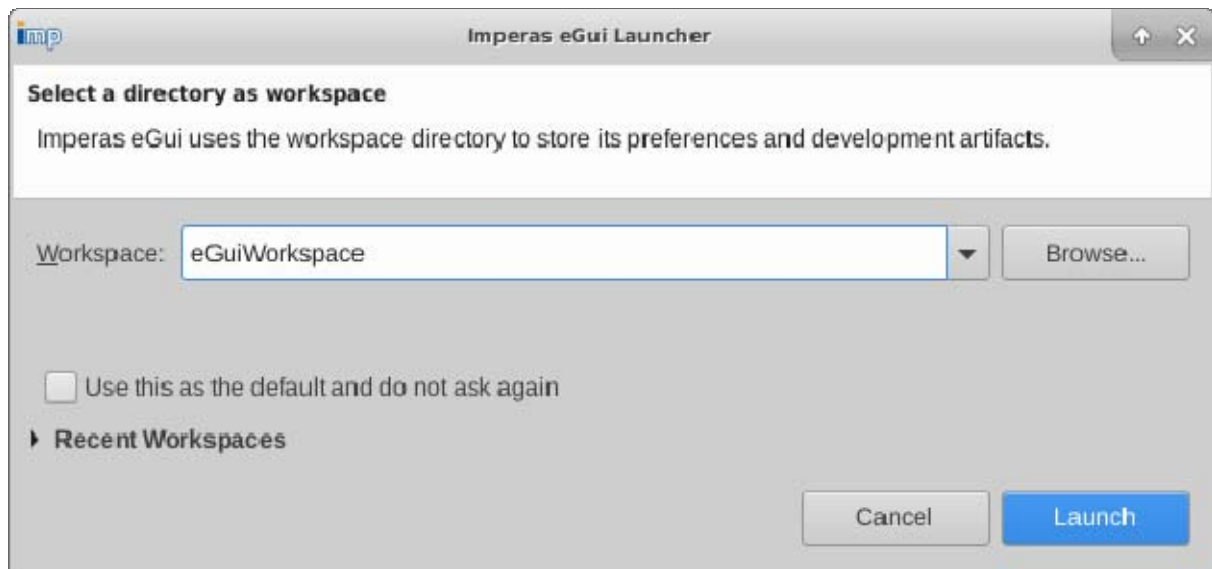 imp
Imperas eGui Launcher
Select a directory as workspace
Imperas eGui uses the workspace directory to store its preferences and development artifacts.
Workspace: eGuiWorkspace Browse...
Use this as the default and do not ask again
Recent Workspaces
Cancel Launch